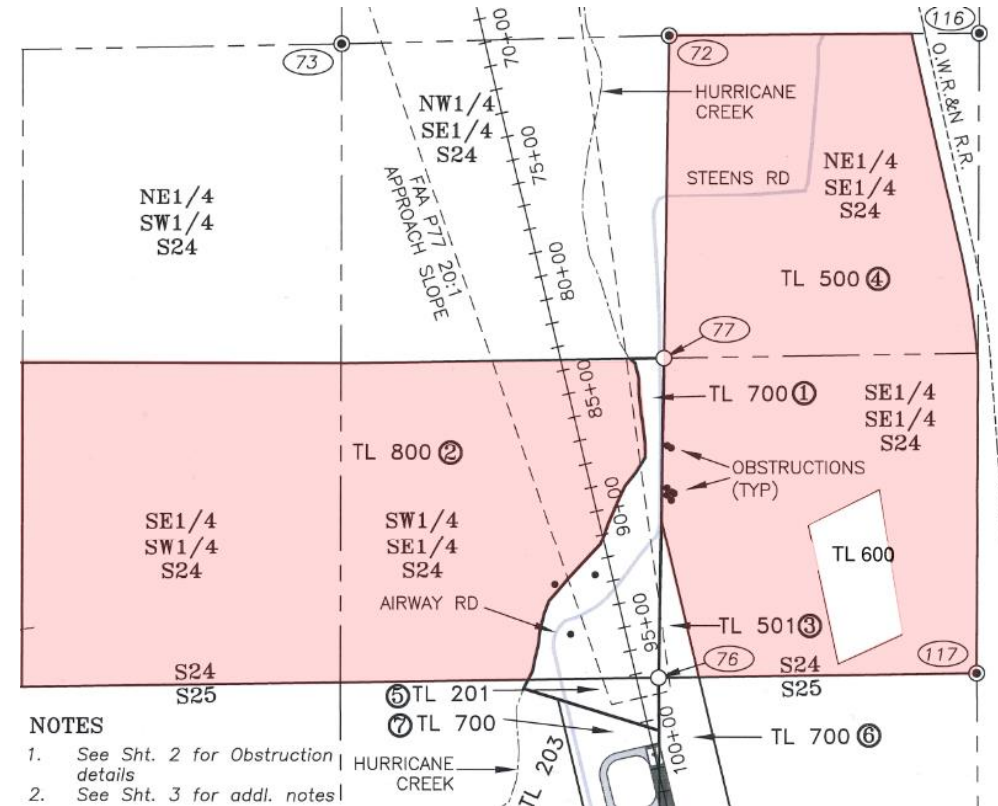 116
73
72
70+00
HURRICANE
CREEK
O.W.R.&N R.R.
NW1/4
SE1/4
S24
75+00
NE1/4
SE1/4
S24
STEENS RD
FAA P77 20:1
APPROACH SLOPE
NE1/4
SW1/4
S24
80+00
TL 500 ④
77
85+00
TL 700 ①
SE1/4
SE1/4
S24
TL 800 ②
OBSTRUCTIONS
(TYP)
90+00
SE1/4
SW1/4
S24
SW1/4
SE1/4
S24
TL 600
AIRWAY RD
95+00
TL 501 ③
76
117
S24
S25
S24
S25
⑤ TL 201
⑦ TL 700
TL 203
100+00
TL 700 ⑥
HURRICANE
CREEK
NOTES
1. See Sht. 2 for Obstruction
details
2. See Sht. 3 for addl. notes